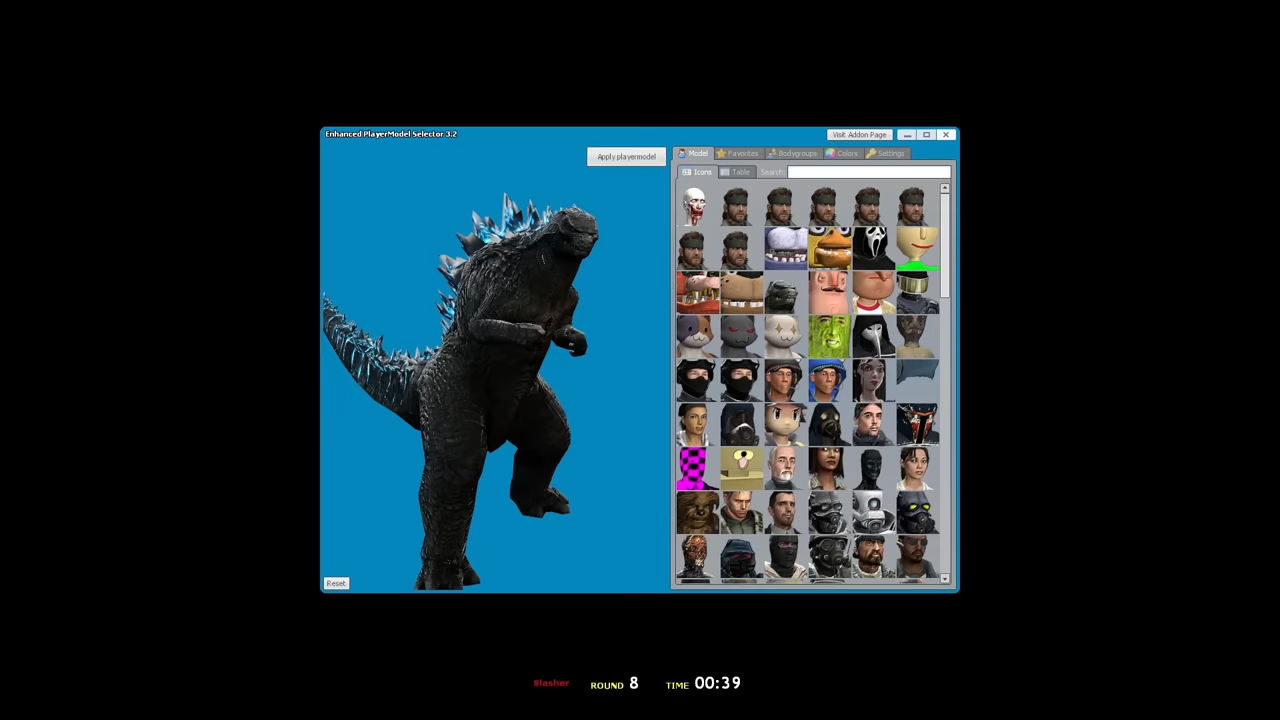 Enhanced PlayerModel Selector 3.2
Visit Addon Page
Apply playermodel
Model
Favorites
Bodygroups
Colors
Settings
Icons
Table
Search:
Reset
Slasher
ROUND 8
TIME 00:39